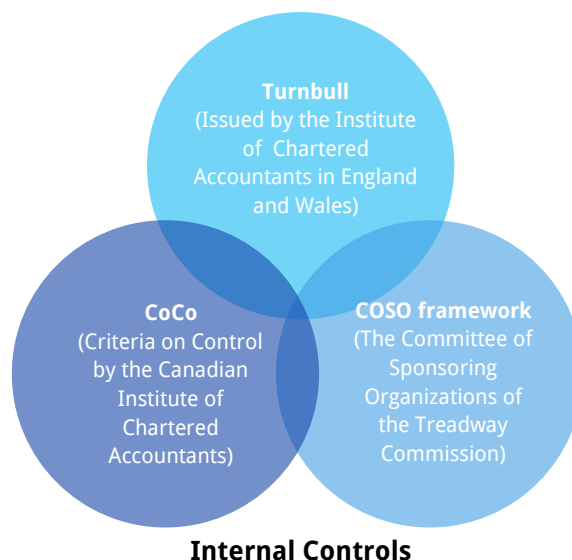 Turnbull
(Issued by the Institute
of Chartered
Accountants in England
and Wales)
CoCo
(Criteria on Control
by the Canadian
Institute of
Chartered
Accountants)
COSO framework
(The Committee of
Sponsoring
Organizations of
the Treadway
Commission)
Internal Controls